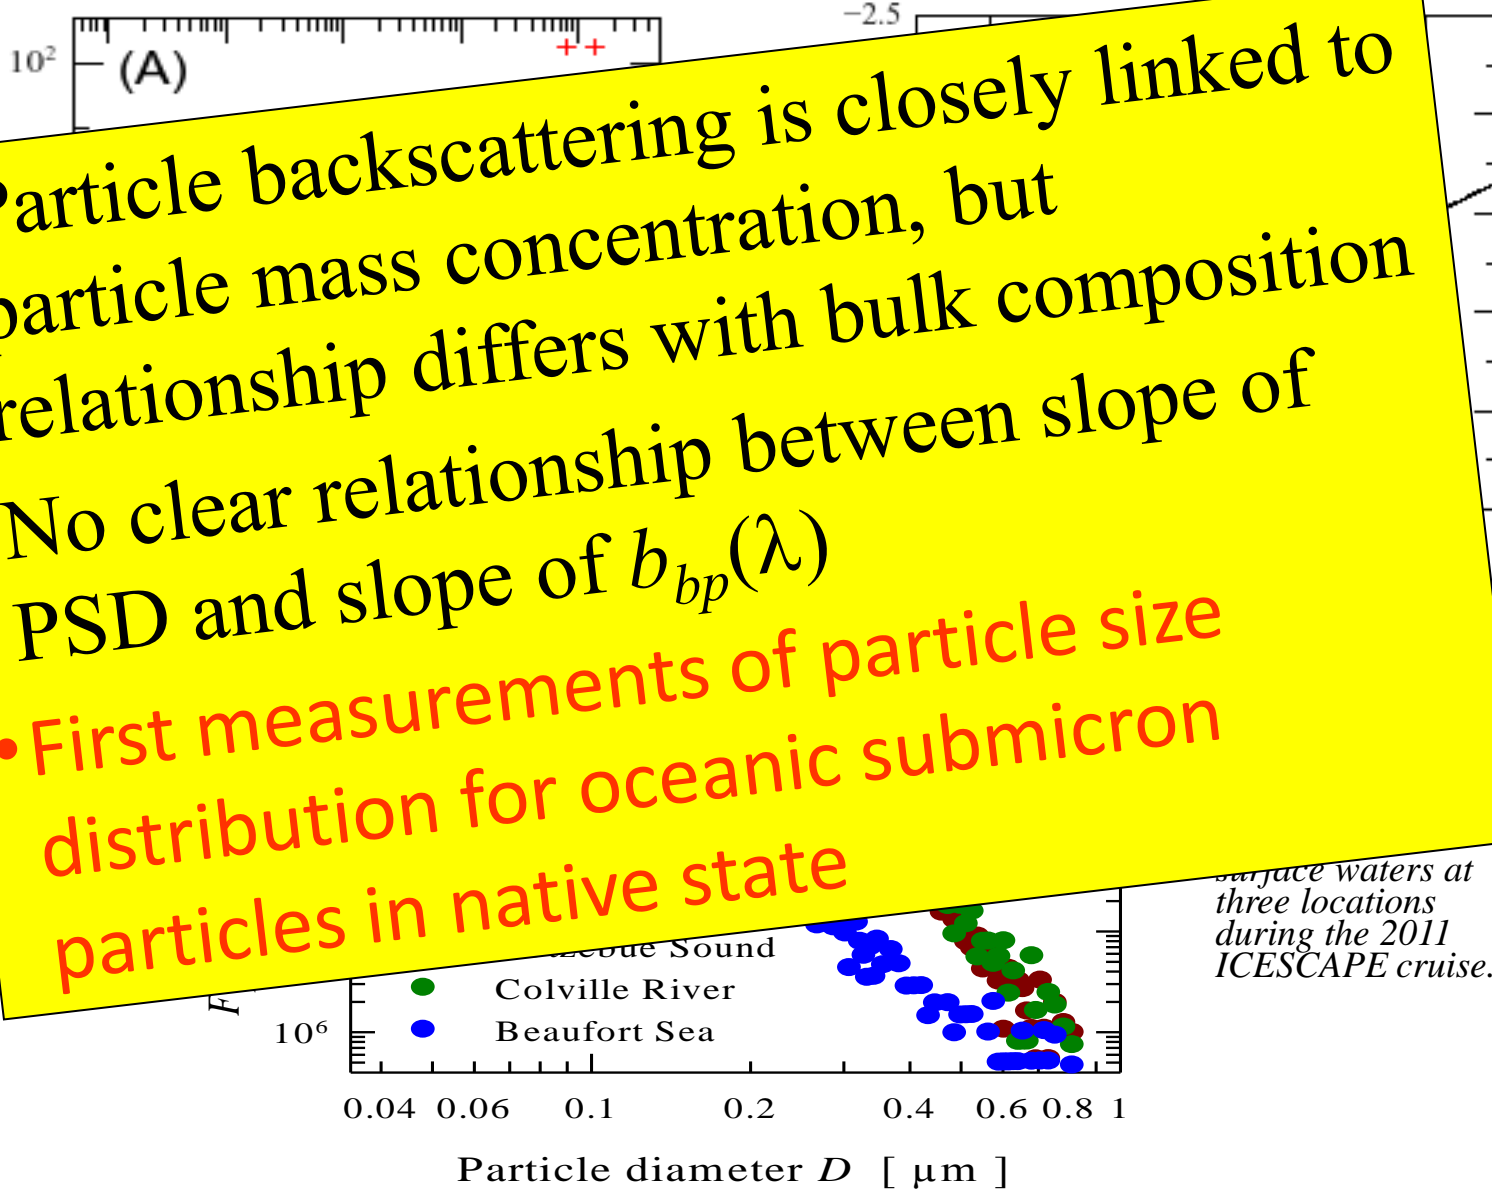 10²
(A)
−2.5
Particle backscattering is closely linked to
particle mass concentration, but
relationship differs with bulk composition
No clear relationship between slope of
PSD and slope of b_bp(λ)
• First measurements of particle size
distribution for oceanic submicron
particles in native state
surface waters at
three locations
during the 2011
ICESCAPE cruise.
Sound
Colville River
Beaufort Sea
10⁶
0.04 0.06 0.1 0.2 0.4 0.6 0.8 1
Particle diameter D [ µm ]